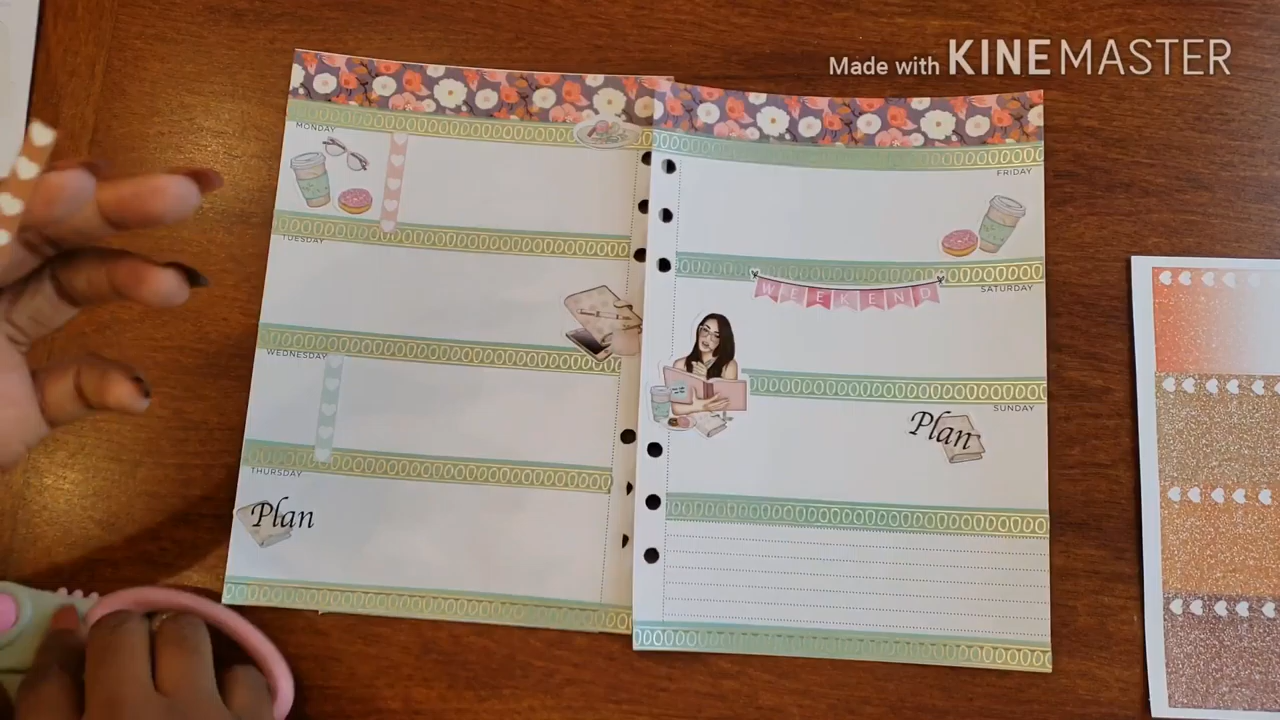 Made with KINEMASTER
MONDAY
TUESDAY
WEDNESDAY
THURSDAY
Plan
FRIDAY
WEEKEND
SATURDAY
SUNDAY
Plan